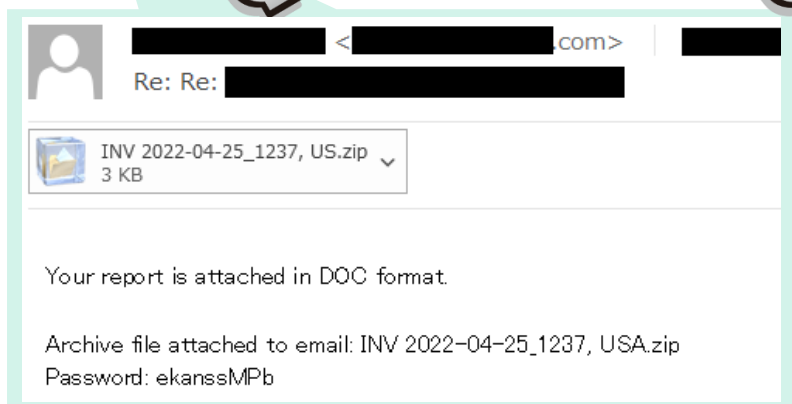 < .com>
Re: Re:
INV 2022-04-25_1237, US.zip
3 KB
Your report is attached in DOC format.
Archive file attached to email: INV 2022-04-25_1237, USA.zip
Password: ekanssMPb